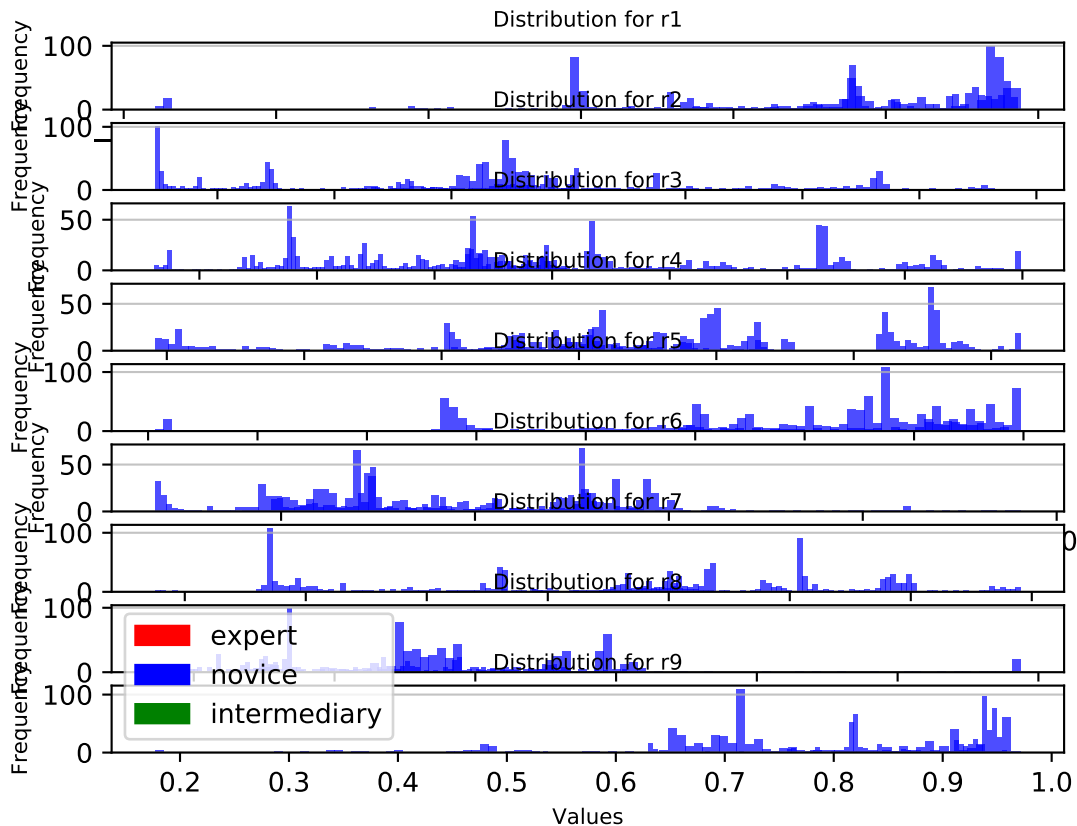 Distribution for r1
Frequency
100
0
Distribution for r2
Frequency
100
0
Distribution for r3
Frequency
50
0
Distribution for r4
Frequency
50
0
Distribution for r5
Frequency
100
0
Distribution for r6
Frequency
50
0
0
Distribution for r7
Frequency
100
0
Distribution for r8
Frequency
100
0
expert
novice
intermediary
Distribution for r9
Frequency
100
0
0.2 0.3 0.4 0.5 0.6 0.7 0.8 0.9 1.0
Values